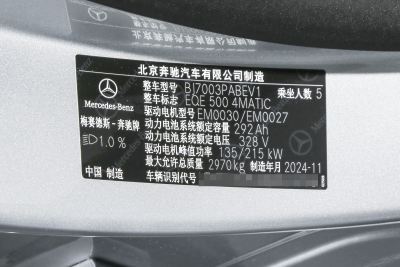 北京奔驰汽车有限公司制造
整车型号 BJ7003PABEV1 乘坐人数 5
整车标志 EQE 500 4MATIC
驱动电机型号 EM0030/EM0027
动力电池系统额定容量 292 Ah
动力电池系统额定电压 328 V
驱动电机峰值功率 135/215 kW
最大允许总质量 2970kg 制造年月 2024-11
车辆识别代号
Mercedes-Benz
梅赛德斯-奔驰牌
1.0 %
中国 制造